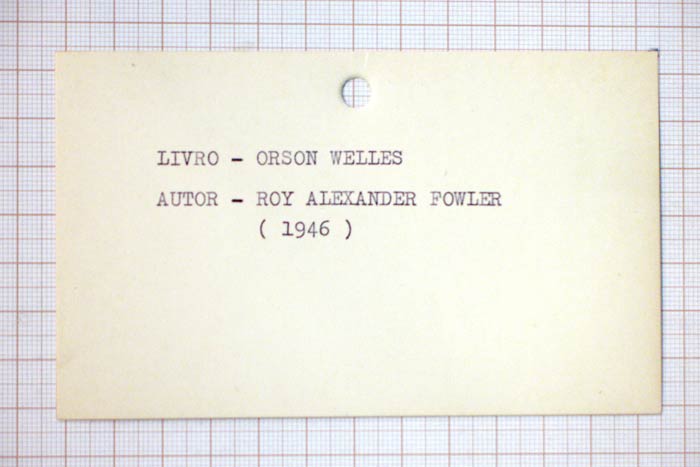 LIVRO - ORSON WELLES
AUTOR - ROY ALEXANDER FOWLER
( 1946 )